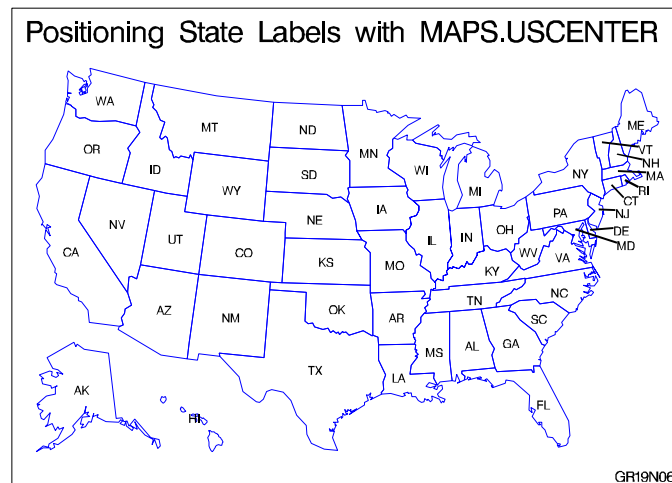 Positioning State Labels with MAPS.USCENTER
WA
MT
ND
MN
ME
OR
ID
WY
SD
WI
MI
NY
VT
NH
MA
RI
CT
NV
UT
CO
NE
IA
IL
IN
OH
PA
NJ
DE
MD
CA
KS
MO
KY
WV
VA
AZ
NM
OK
AR
TN
NC
SC
TX
LA
MS
AL
GA
FL
AK
HI
GR19N06